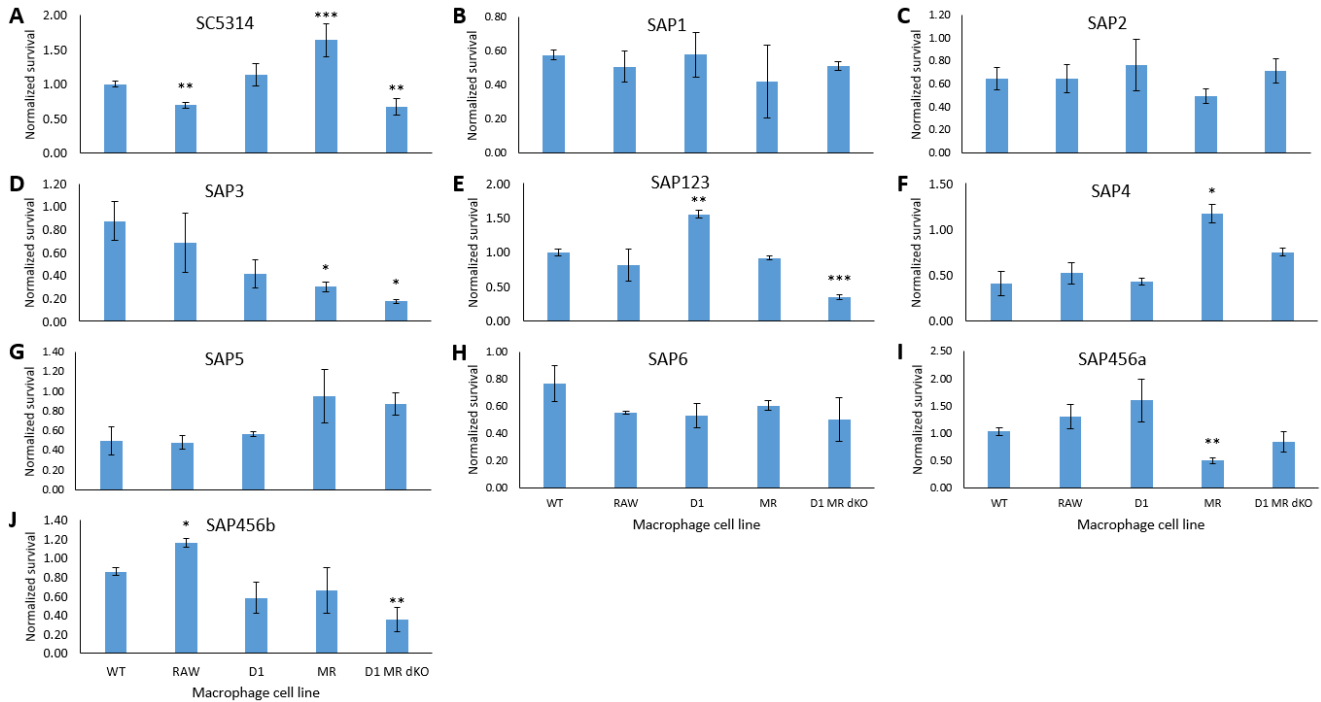 A
SC5314
Normalized survival
2.00
1.50
1.00
0.50
0.00
**
***
**
B
SAP1
Normalized survival
0.80
0.60
0.40
0.20
0.00
C
SAP2
Normalized survival
1.20
1.00
0.80
0.60
0.40
0.20
0.00
D
SAP3
Normalized survival
1.20
1.00
0.80
0.60
0.40
0.20
0.00
*
*
E
SAP123
Normalized survival
2.00
1.50
1.00
0.50
0.00
**
***
F
SAP4
Normalized survival
1.50
1.00
0.50
0.00
*
G
SAP5
Normalized survival
1.40
1.20
1.00
0.80
0.60
0.40
0.20
0.00
H
SAP6
Normalized survival
1.00
0.80
0.60
0.40
0.20
0.00
WT RAW D1 MR D1 MR dKO
Macrophage cell line
I
SAP456a
Normalized survival
2.50
2.00
1.50
1.00
0.50
0.00
**
WT RAW D1 MR D1 MR dKO
Macrophage cell line
J
SAP456b
Normalized survival
1.40
1.20
1.00
0.80
0.60
0.40
0.20
0.00
*
**
WT RAW D1 MR D1 MR dKO
Macrophage cell line